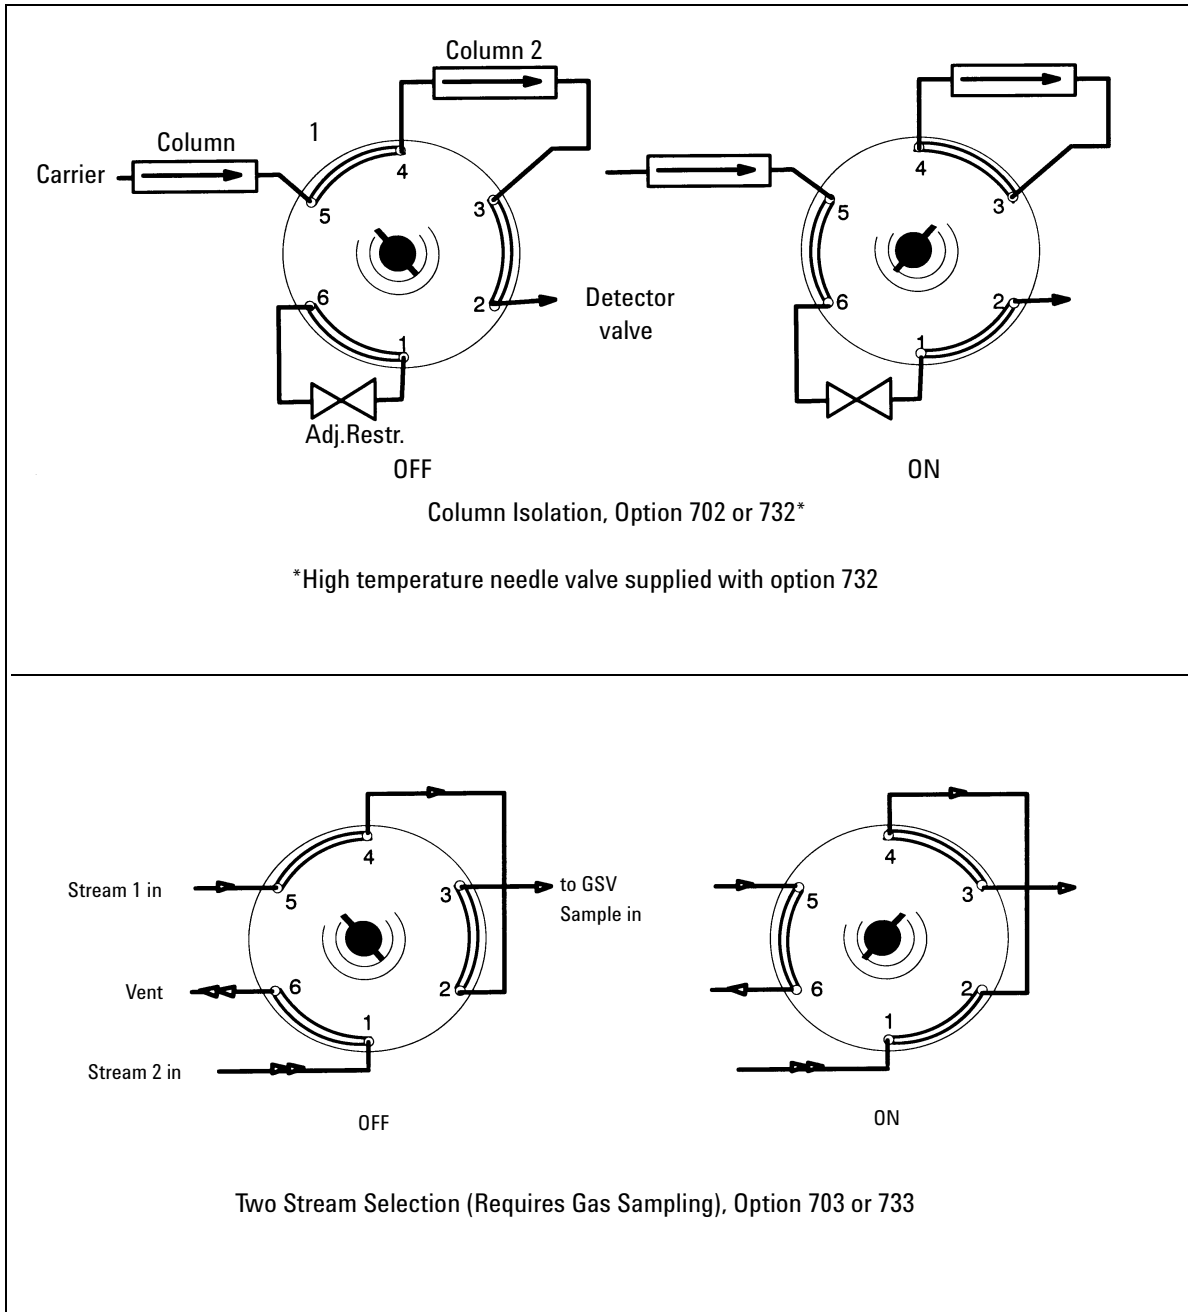 Column 2
1
Column
Carrier
4
5
3
6
2
1
Detector
valve
Adj.Restr.
OFF
4
5
3
6
2
1
ON
Column Isolation, Option 702 or 732*
*High temperature needle valve supplied with option 732
4
Stream 1 in
5
3
to GSV
Sample in
Vent
6
2
1
Stream 2 in
OFF
4
5
3
6
2
1
ON
Two Stream Selection (Requires Gas Sampling), Option 703 or 733